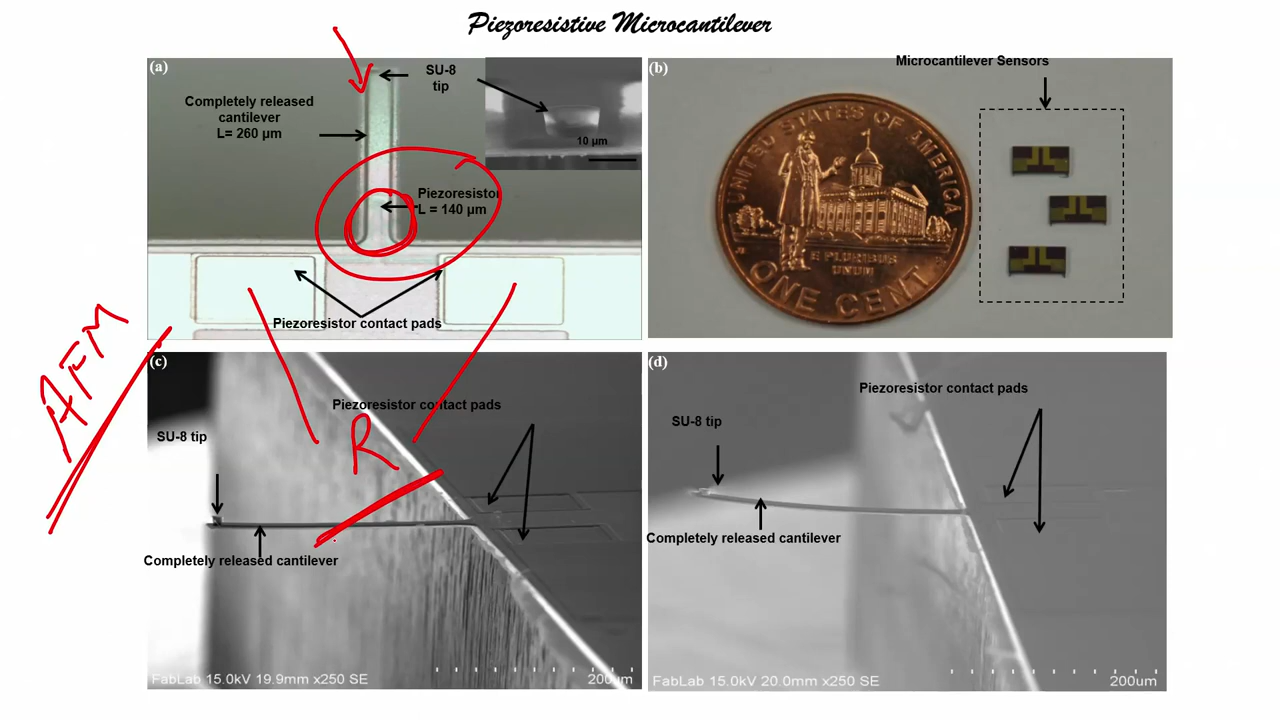 Piezoresistive Microcantilever
(a)
SU-8
tip
Completely released
cantilever
L= 260 µm
10 µm
Piezoresistor
L = 140 µm
Piezoresistor contact pads
(b)
Microcantilever Sensors
UNITED STATES OF AMERICA
E PLURIBUS
UNUM
ONE CENT
AFM
(c)
Piezoresistor contact pads
R
SU-8 tip
Completely released cantilever
FabLab 15.0kV 19.9mm x250 SE
200µm
(d)
Piezoresistor contact pads
SU-8 tip
Completely released cantilever
FabLab 15.0kV 20.0mm x250 SE
200um